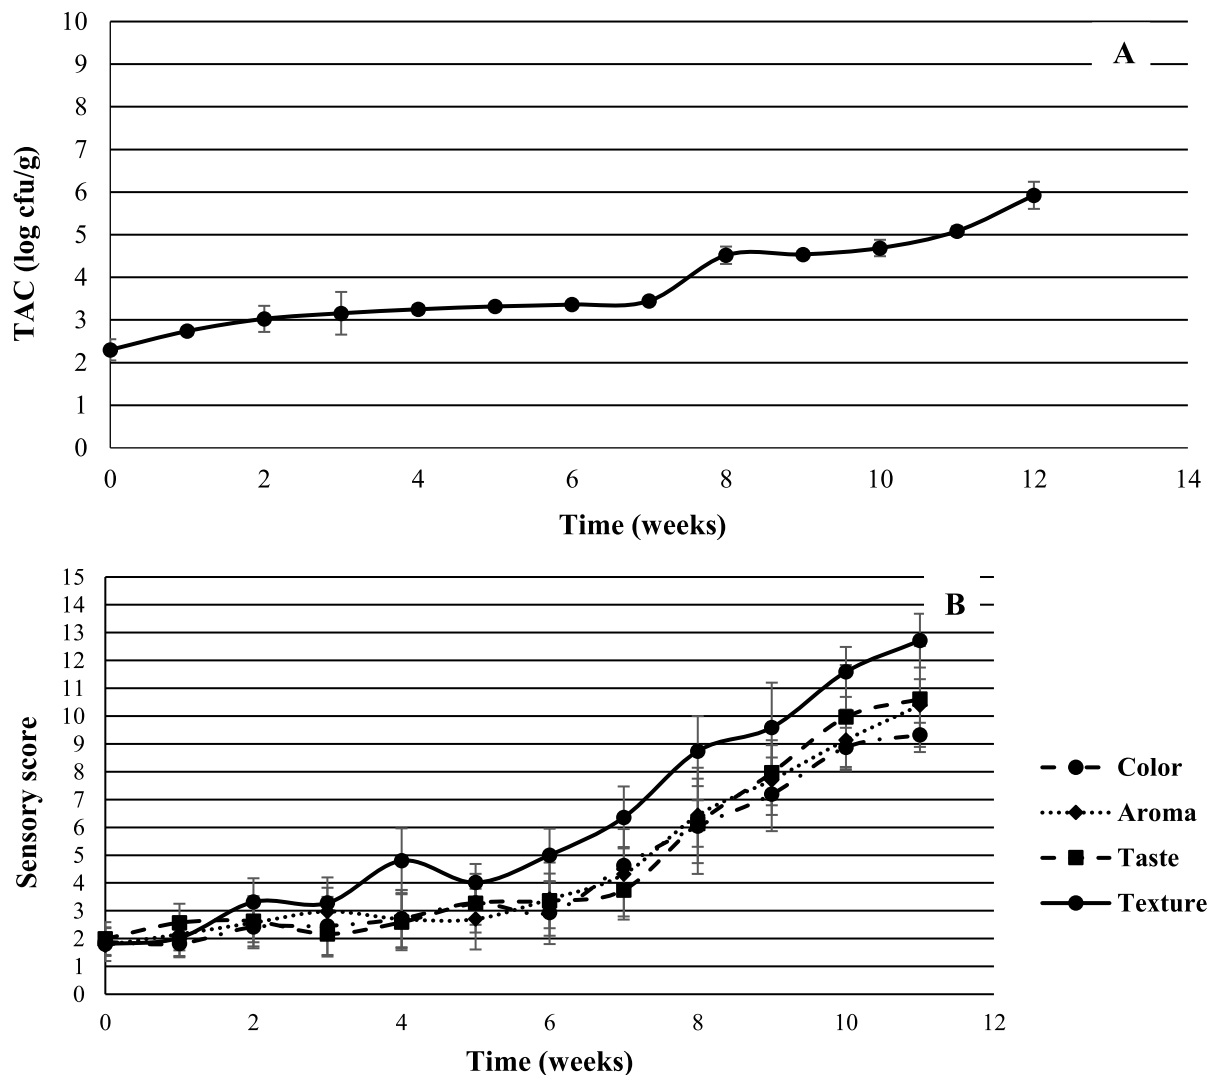 10
A
9
8
7
6
5
4
3
2
1
0
TAC (log cfu/g)
0 2 4 6 8 10 12 14
Time (weeks)
15
B
14
13
12
11
10
9
8
7
6
5
4
3
2
1
0
Sensory score
0 2 4 6 8 10 12
Time (weeks)
Color
Aroma
Taste
Texture